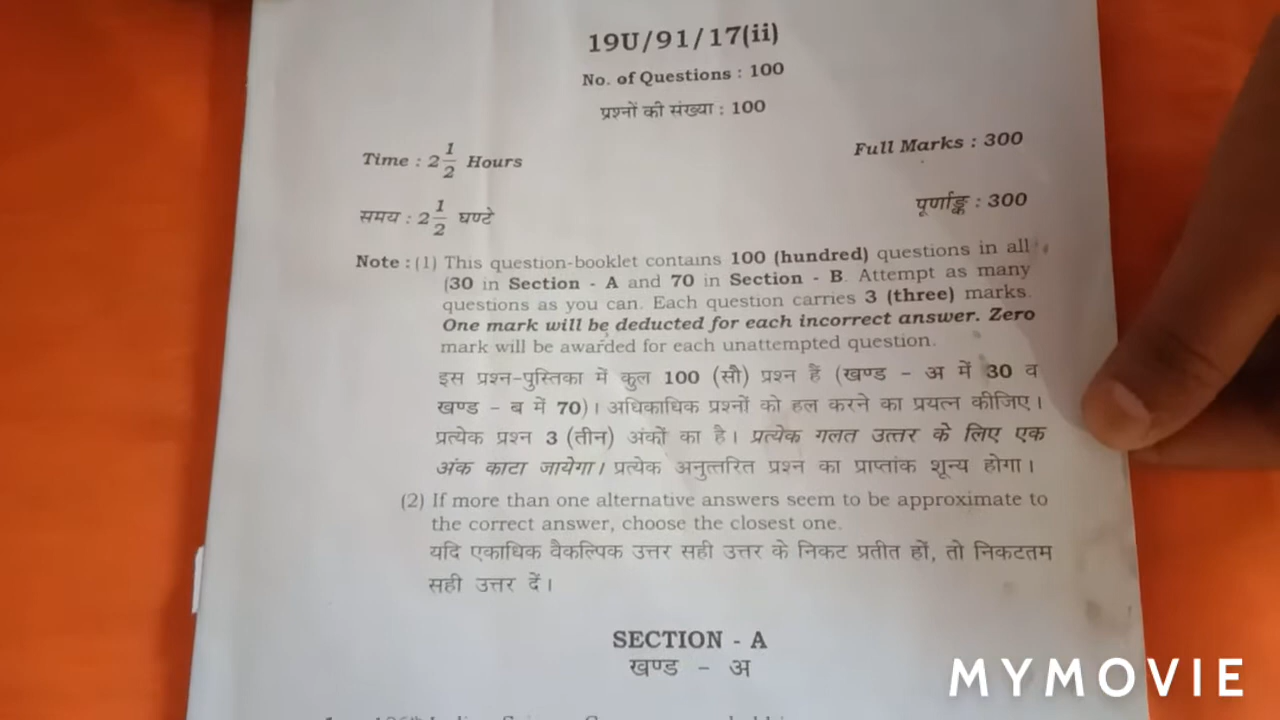 19U/91/17(ii)
No. of Questions : 100
प्रश्नों की संख्या : 100
Time : 2 1/2 Hours
Full Marks : 300
समय : 2 1/2 घण्टे
पूर्णाङ्क : 300
Note : (1) This question-booklet contains 100 (hundred) questions in all
(30 in Section - A and 70 in Section - B. Attempt as many
questions as you can. Each question carries 3 (three) marks.
One mark will be deducted for each incorrect answer. Zero
mark will be awarded for each unattempted question.
इस प्रश्न-पुस्तिका में कुल 100 (सौ) प्रश्न हैं (खण्ड - अ में 30 व
खण्ड - ब में 70)। अधिकाधिक प्रश्नों को हल करने का प्रयत्न कीजिए।
प्रत्येक प्रश्न 3 (तीन) अंकों का है। प्रत्येक गलत उत्तर के लिए एक
अंक काटा जायेगा। प्रत्येक अनुत्तरित प्रश्न का प्राप्तांक शून्य होगा।
(2) If more than one alternative answers seem to be approximate to
the correct answer, choose the closest one.
यदि एकाधिक वैकल्पिक उत्तर सही उत्तर के निकट प्रतीत हों, तो निकटतम
सही उत्तर दें।
SECTION - A
खण्ड - अ
MYMOVIE